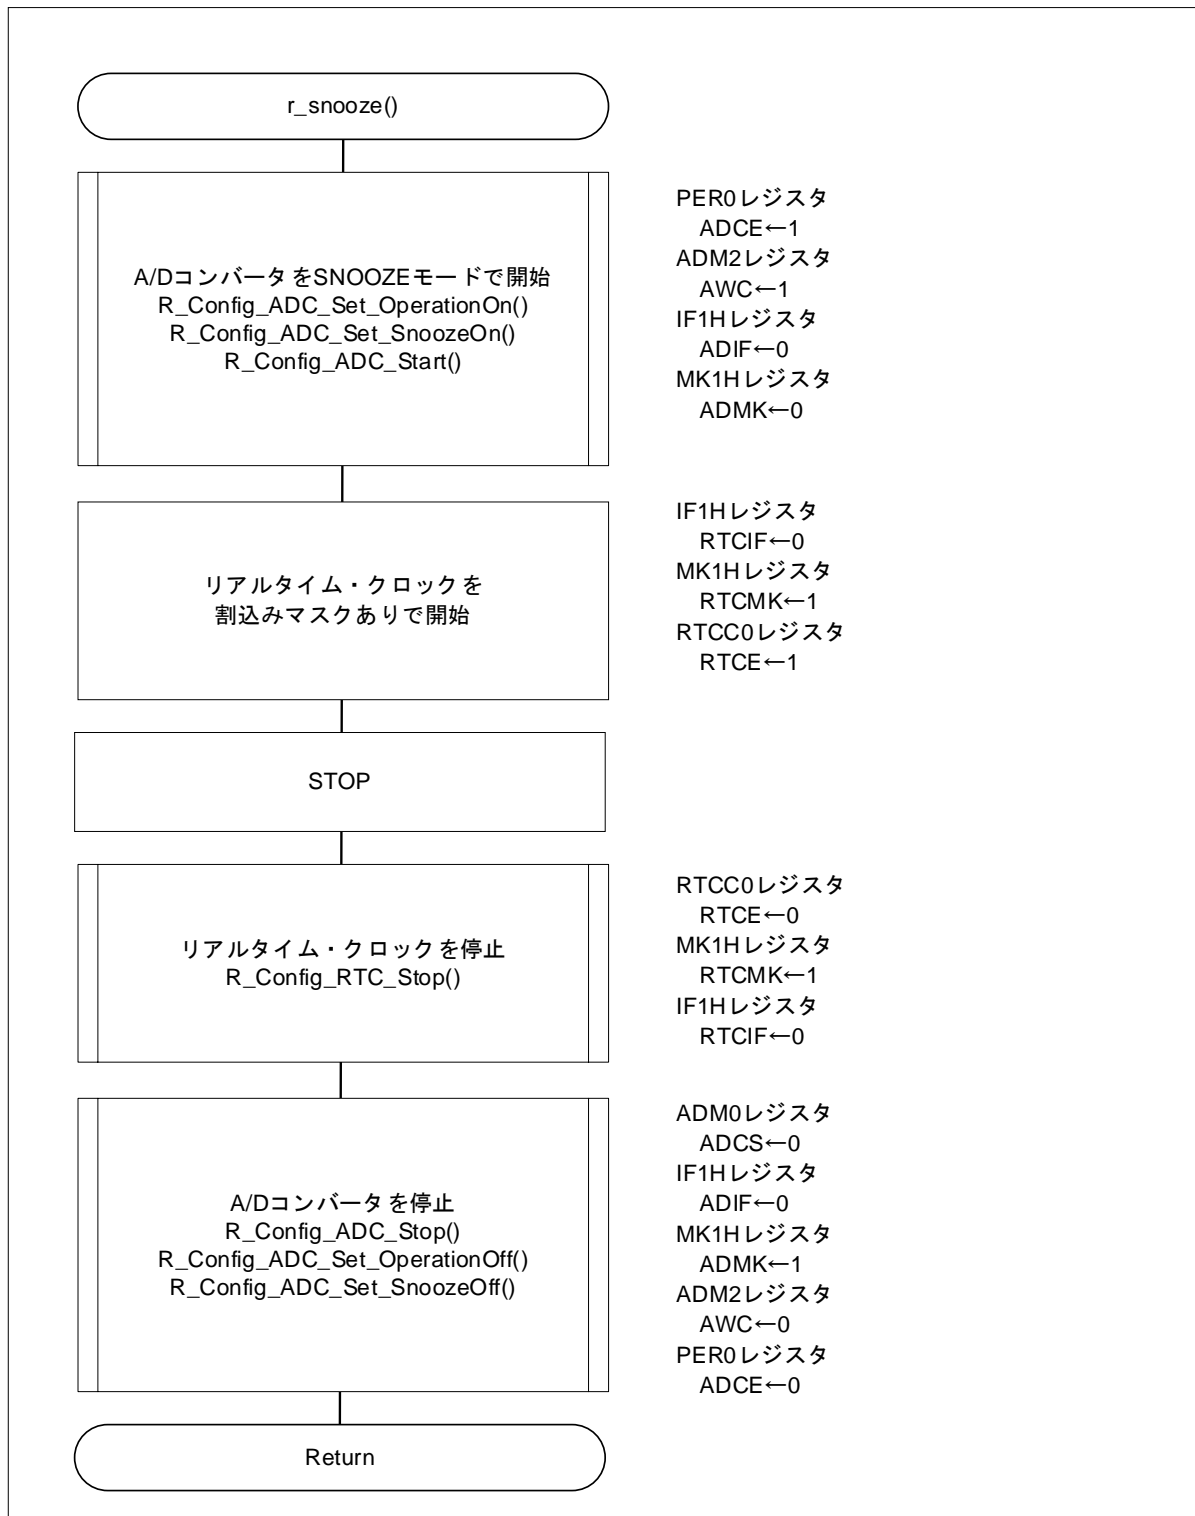 r_snooze()
A/DコンバータをSNOOZEモードで開始
R_Config_ADC_Set_OperationOn()
R_Config_ADC_Set_SnoozeOn()
R_Config_ADC_Start()
PER0レジスタ
ADCE←1
ADM2レジスタ
AWC←1
IF1Hレジスタ
ADIF←0
MK1Hレジスタ
ADMK←0
リアルタイム・クロックを
割込みマスクありで開始
IF1Hレジスタ
RTCIF←0
MK1Hレジスタ
RTCMK←1
RTCC0レジスタ
RTCE←1
STOP
リアルタイム・クロックを停止
R_Config_RTC_Stop()
RTCC0レジスタ
RTCE←0
MK1Hレジスタ
RTCMK←1
IF1Hレジスタ
RTCIF←0
A/Dコンバータを停止
R_Config_ADC_Stop()
R_Config_ADC_Set_OperationOff()
R_Config_ADC_Set_SnoozeOff()
ADM0レジスタ
ADCS←0
IF1Hレジスタ
ADIF←0
MK1Hレジスタ
ADMK←1
ADM2レジスタ
AWC←0
PER0レジスタ
ADCE←0
Return